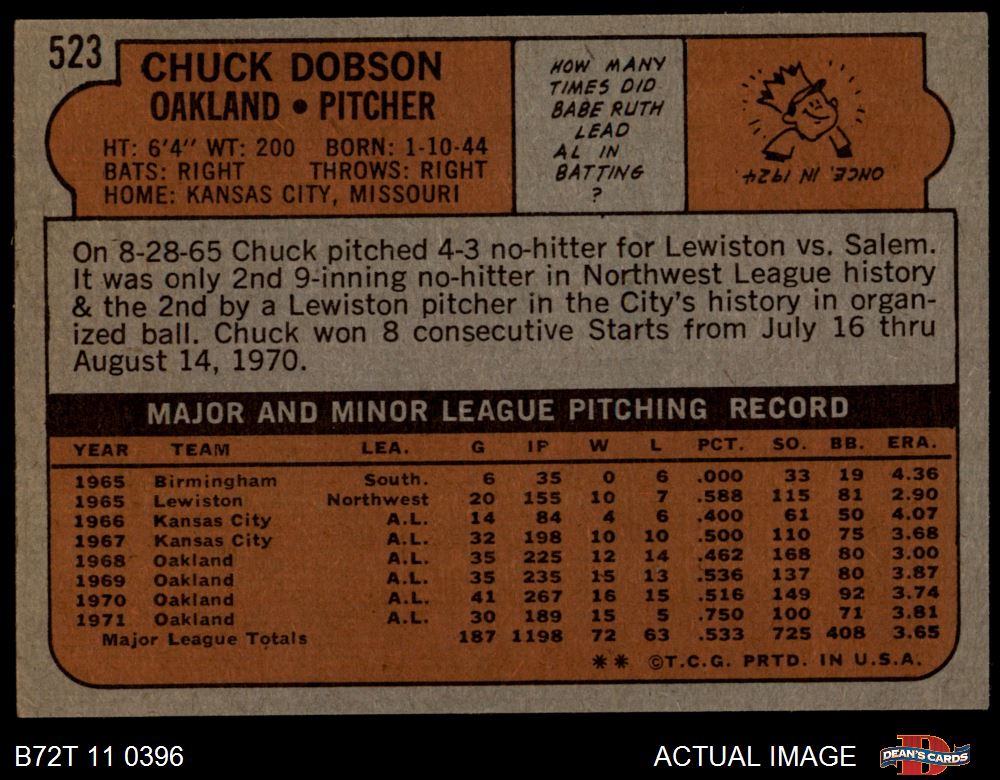 523
CHUCK DOBSON
OAKLAND • PITCHER
HT: 6'4" WT: 200 BORN: 1-10-44
BATS: RIGHT THROWS: RIGHT
HOME: KANSAS CITY, MISSOURI
HOW MANY
TIMES DID
BABE RUTH
LEAD
AL IN
BATTING
?
ONCE. IN 1924.
On 8-28-65 Chuck pitched 4-3 no-hitter for Lewiston vs. Salem.
It was only 2nd 9-inning no-hitter in Northwest League history
& the 2nd by a Lewiston pitcher in the City's history in organ-
ized ball. Chuck won 8 consecutive Starts from July 16 thru
August 14, 1970.
MAJOR AND MINOR LEAGUE PITCHING RECORD
YEAR TEAM LEA. G IP W L PCT. SO. BB. ERA.
1965 Birmingham South. 6 35 0 6 .000 33 19 4.36
1965 Lewiston Northwest 20 155 10 7 .588 115 81 2.90
1966 Kansas City A.L. 14 84 4 6 .400 61 50 4.07
1967 Kansas City A.L. 32 198 10 10 .500 110 75 3.68
1968 Oakland A.L. 35 225 12 14 .462 168 80 3.00
1969 Oakland A.L. 35 235 15 13 .536 137 80 3.87
1970 Oakland A.L. 41 267 16 15 .516 149 92 3.74
1971 Oakland A.L. 30 189 15 5 .750 100 71 3.81
Major League Totals 187 1198 72 63 .533 725 408 3.65
** ©T.C.G. PRTD. IN U.S.A.
B72T 11 0396 ACTUAL IMAGE DEAN'S CARDS